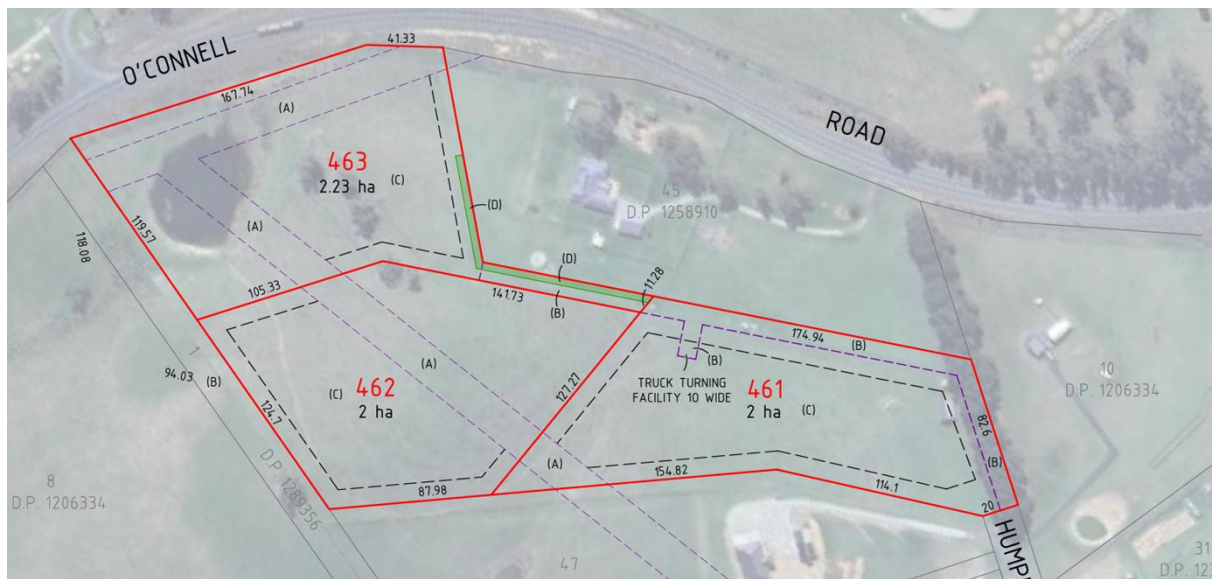 41.33
O'CONNELL
167.74
(A)
ROAD
463
2.23 ha (C)
45
D.P. 1258910
(D)
119.57
118.08
(A)
(D)
11.28
105.33
141.73
(B)
174.94
(B)
(B)
1
94.03
(B)
(A)
127.27
TRUCK TURNING
FACILITY 10 WIDE
461
2 ha (C)
10
D.P. 1206334
462
(C)
2 ha
82.6
124.7
(B)
(A)
154.82
114.1
8
D.P. 1206334
D.P. 1289356
87.98
20
47
31